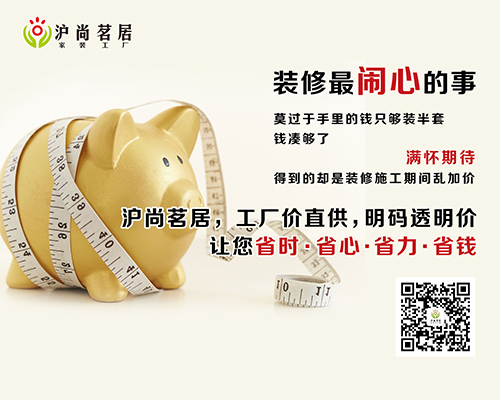 沪尚茗居
家装工厂
装修最闹心的事
莫过于手里的钱只够装半套
钱凑够了
满怀期待
得到的却是装修施工期间乱加价
沪尚茗居，工厂价直供，明码透明价
让您省时·省心·省力·省钱